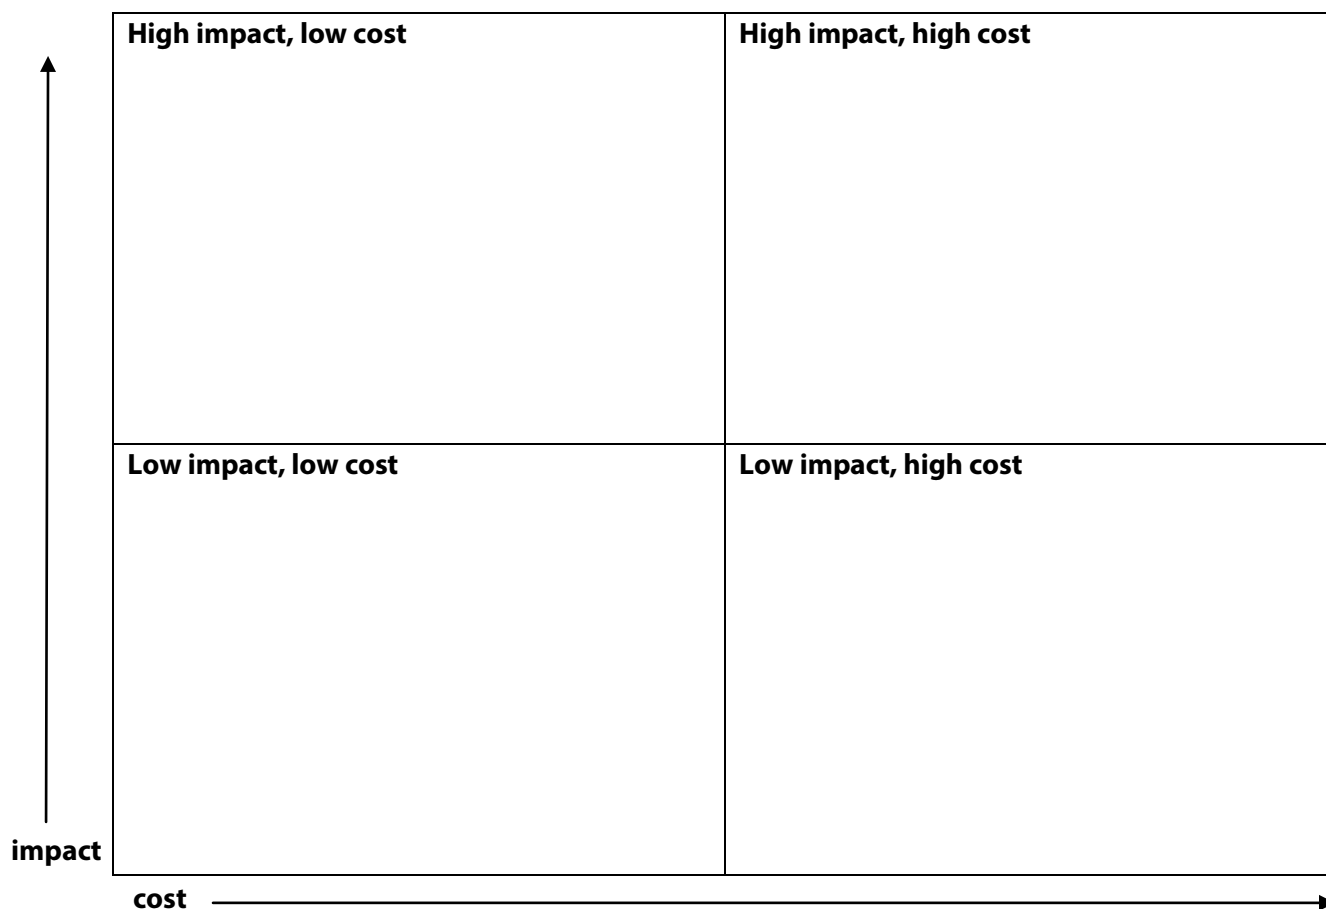 High impact, low cost
High impact, high cost
Low impact, low cost
Low impact, high cost
impact
cost